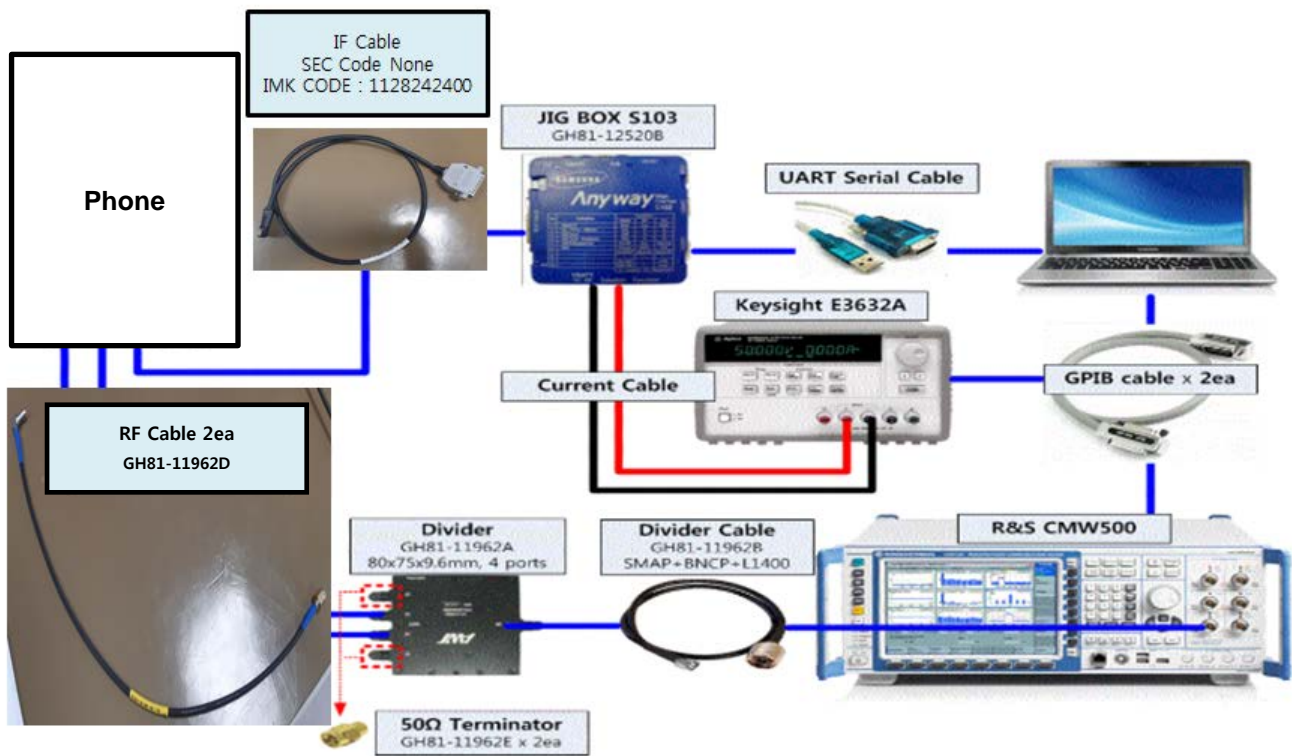 IF Cable
SEC Code None
IMK CODE : 1128242400
Phone
JIG BOX S103
GH81-12520B
SAMSUNG
Anyway
UART Serial Cable
Keysight E3632A
Agilent
Current Cable
GPIB cable x 2ea
RF Cable 2ea
GH81-11962D
Divider
GH81-11962A
80x75x9.6mm, 4 ports
Divider Cable
GH81-11962B
SMAP+BNCP+L1400
R&S CMW500
50Ω Terminator
GH81-11962E x 2ea